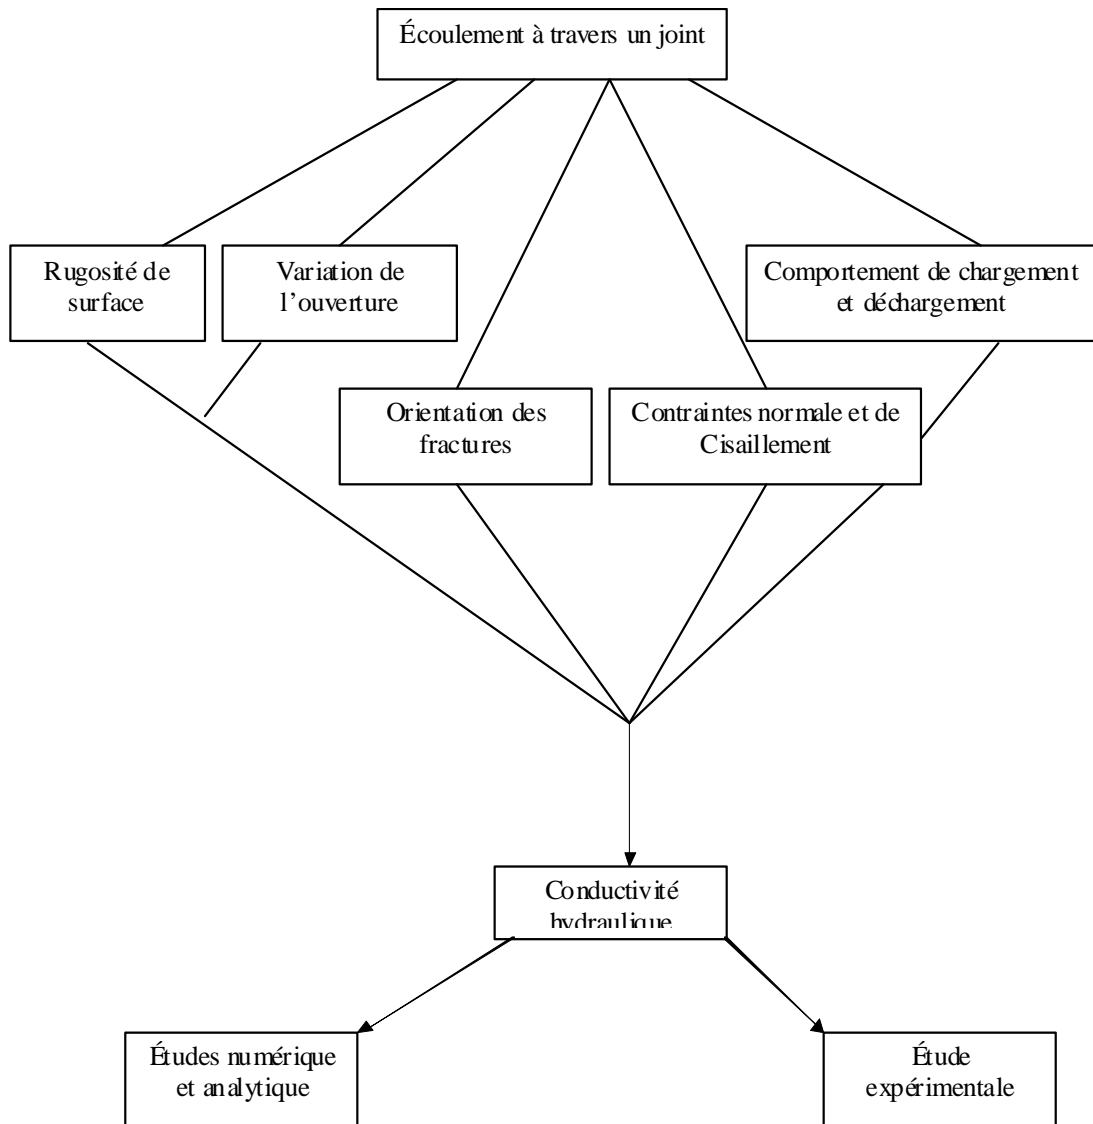 Écoulement à travers un joint
Rugosité de
surface
Variation de
l’ouverture
Comportement de chargement
et déchargement
Orientation des
fractures
Contraintes normale et de
Cisaillement
Conductivité
hydraulique
Études numérique
et analytique
Étude
expérimentale